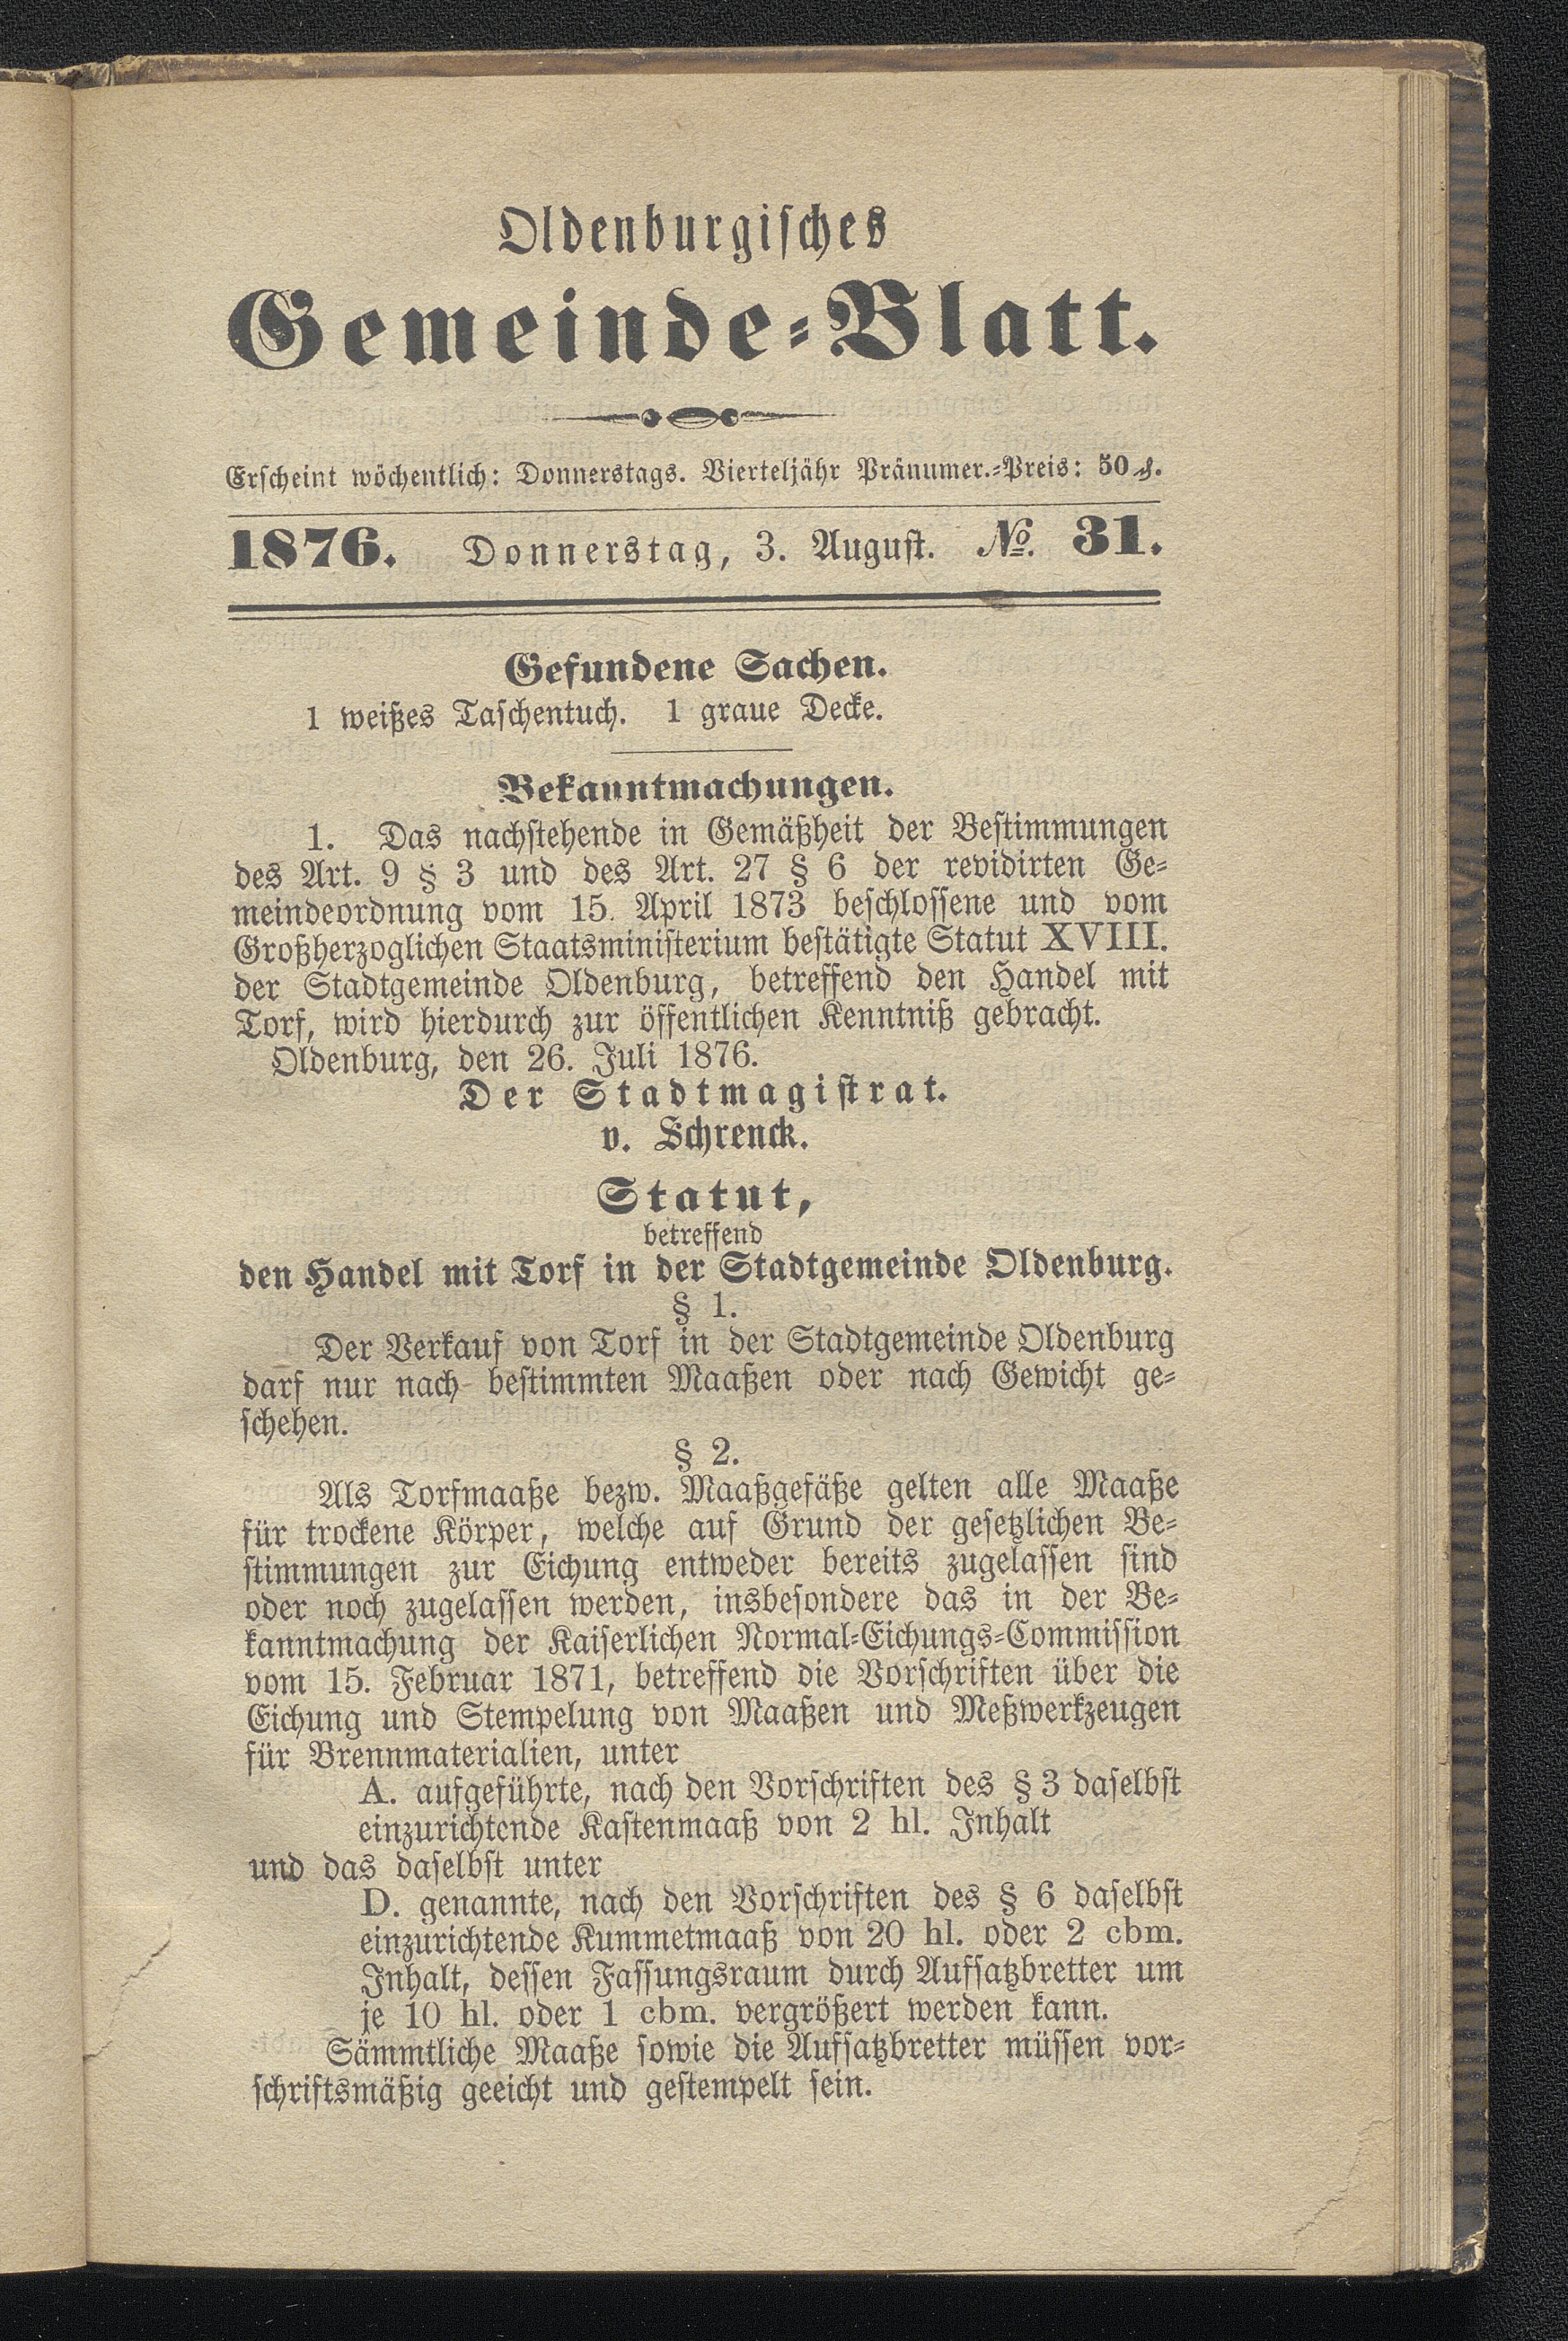 Oldenburgisches
Gemeinde-Blatt.
Erscheint wöchentlich: Donnerstags. Vierteljähr Pränumer.-Preis: 50 ₰.
1876. Donnerstag, 3. August. No. 31.
Gefundene Sachen.
1 weißes Taschentuch. 1 graue Decke.
Bekanntmachungen.
1. Das nachstehende in Gemäßheit der Bestimmungen
des Art. 9 § 3 und des Art. 27 § 6 der revidirten Ge-
meindeordnung vom 15. April 1873 beschlossene und vom
Großherzoglichen Staatsministerium bestätigte Statut XVIII.
der Stadtgemeinde Oldenburg, betreffend den Handel mit
Torf, wird hierdurch zur öffentlichen Kenntniß gebracht.
Oldenburg, den 26. Juli 1876.
Der Stadtmagistrat.
v. Schrenck.
Statut,
betreffend
den Handel mit Torf in der Stadtgemeinde Oldenburg.
§ 1.
Der Verkauf von Torf in der Stadtgemeinde Oldenburg
darf nur nach bestimmten Maaßen oder nach Gewicht ge-
schehen.
§ 2.
Als Torfmaaße bezw. Maaßgefäße gelten alle Maaße
für trockene Körper, welche auf Grund der gesetzlichen Be-
stimmungen zur Eichung entweder bereits zugelassen sind
oder noch zugelassen werden, insbesondere das in der Be-
kanntmachung der Kaiserlichen Normal-Eichungs-Commission
vom 15. Februar 1871, betreffend die Vorschriften über die
Eichung und Stempelung von Maaßen und Meßwerkzeugen
für Brennmaterialien, unter
A. aufgeführte, nach den Vorschriften des § 3 daselbst
einzurichtende Kastenmaaß von 2 hl. Inhalt
und das daselbst unter
D. genannte, nach den Vorschriften des § 6 daselbst
einzurichtende Kummetmaaß von 20 hl. oder 2 cbm.
Inhalt, dessen Fassungsraum durch Aufsatzbretter um
je 10 hl. oder 1 cbm. vergrößert werden kann.
Sämmtliche Maaße sowie die Aufsatzbretter müssen vor-
schriftsmäßig geeicht und gestempelt sein.